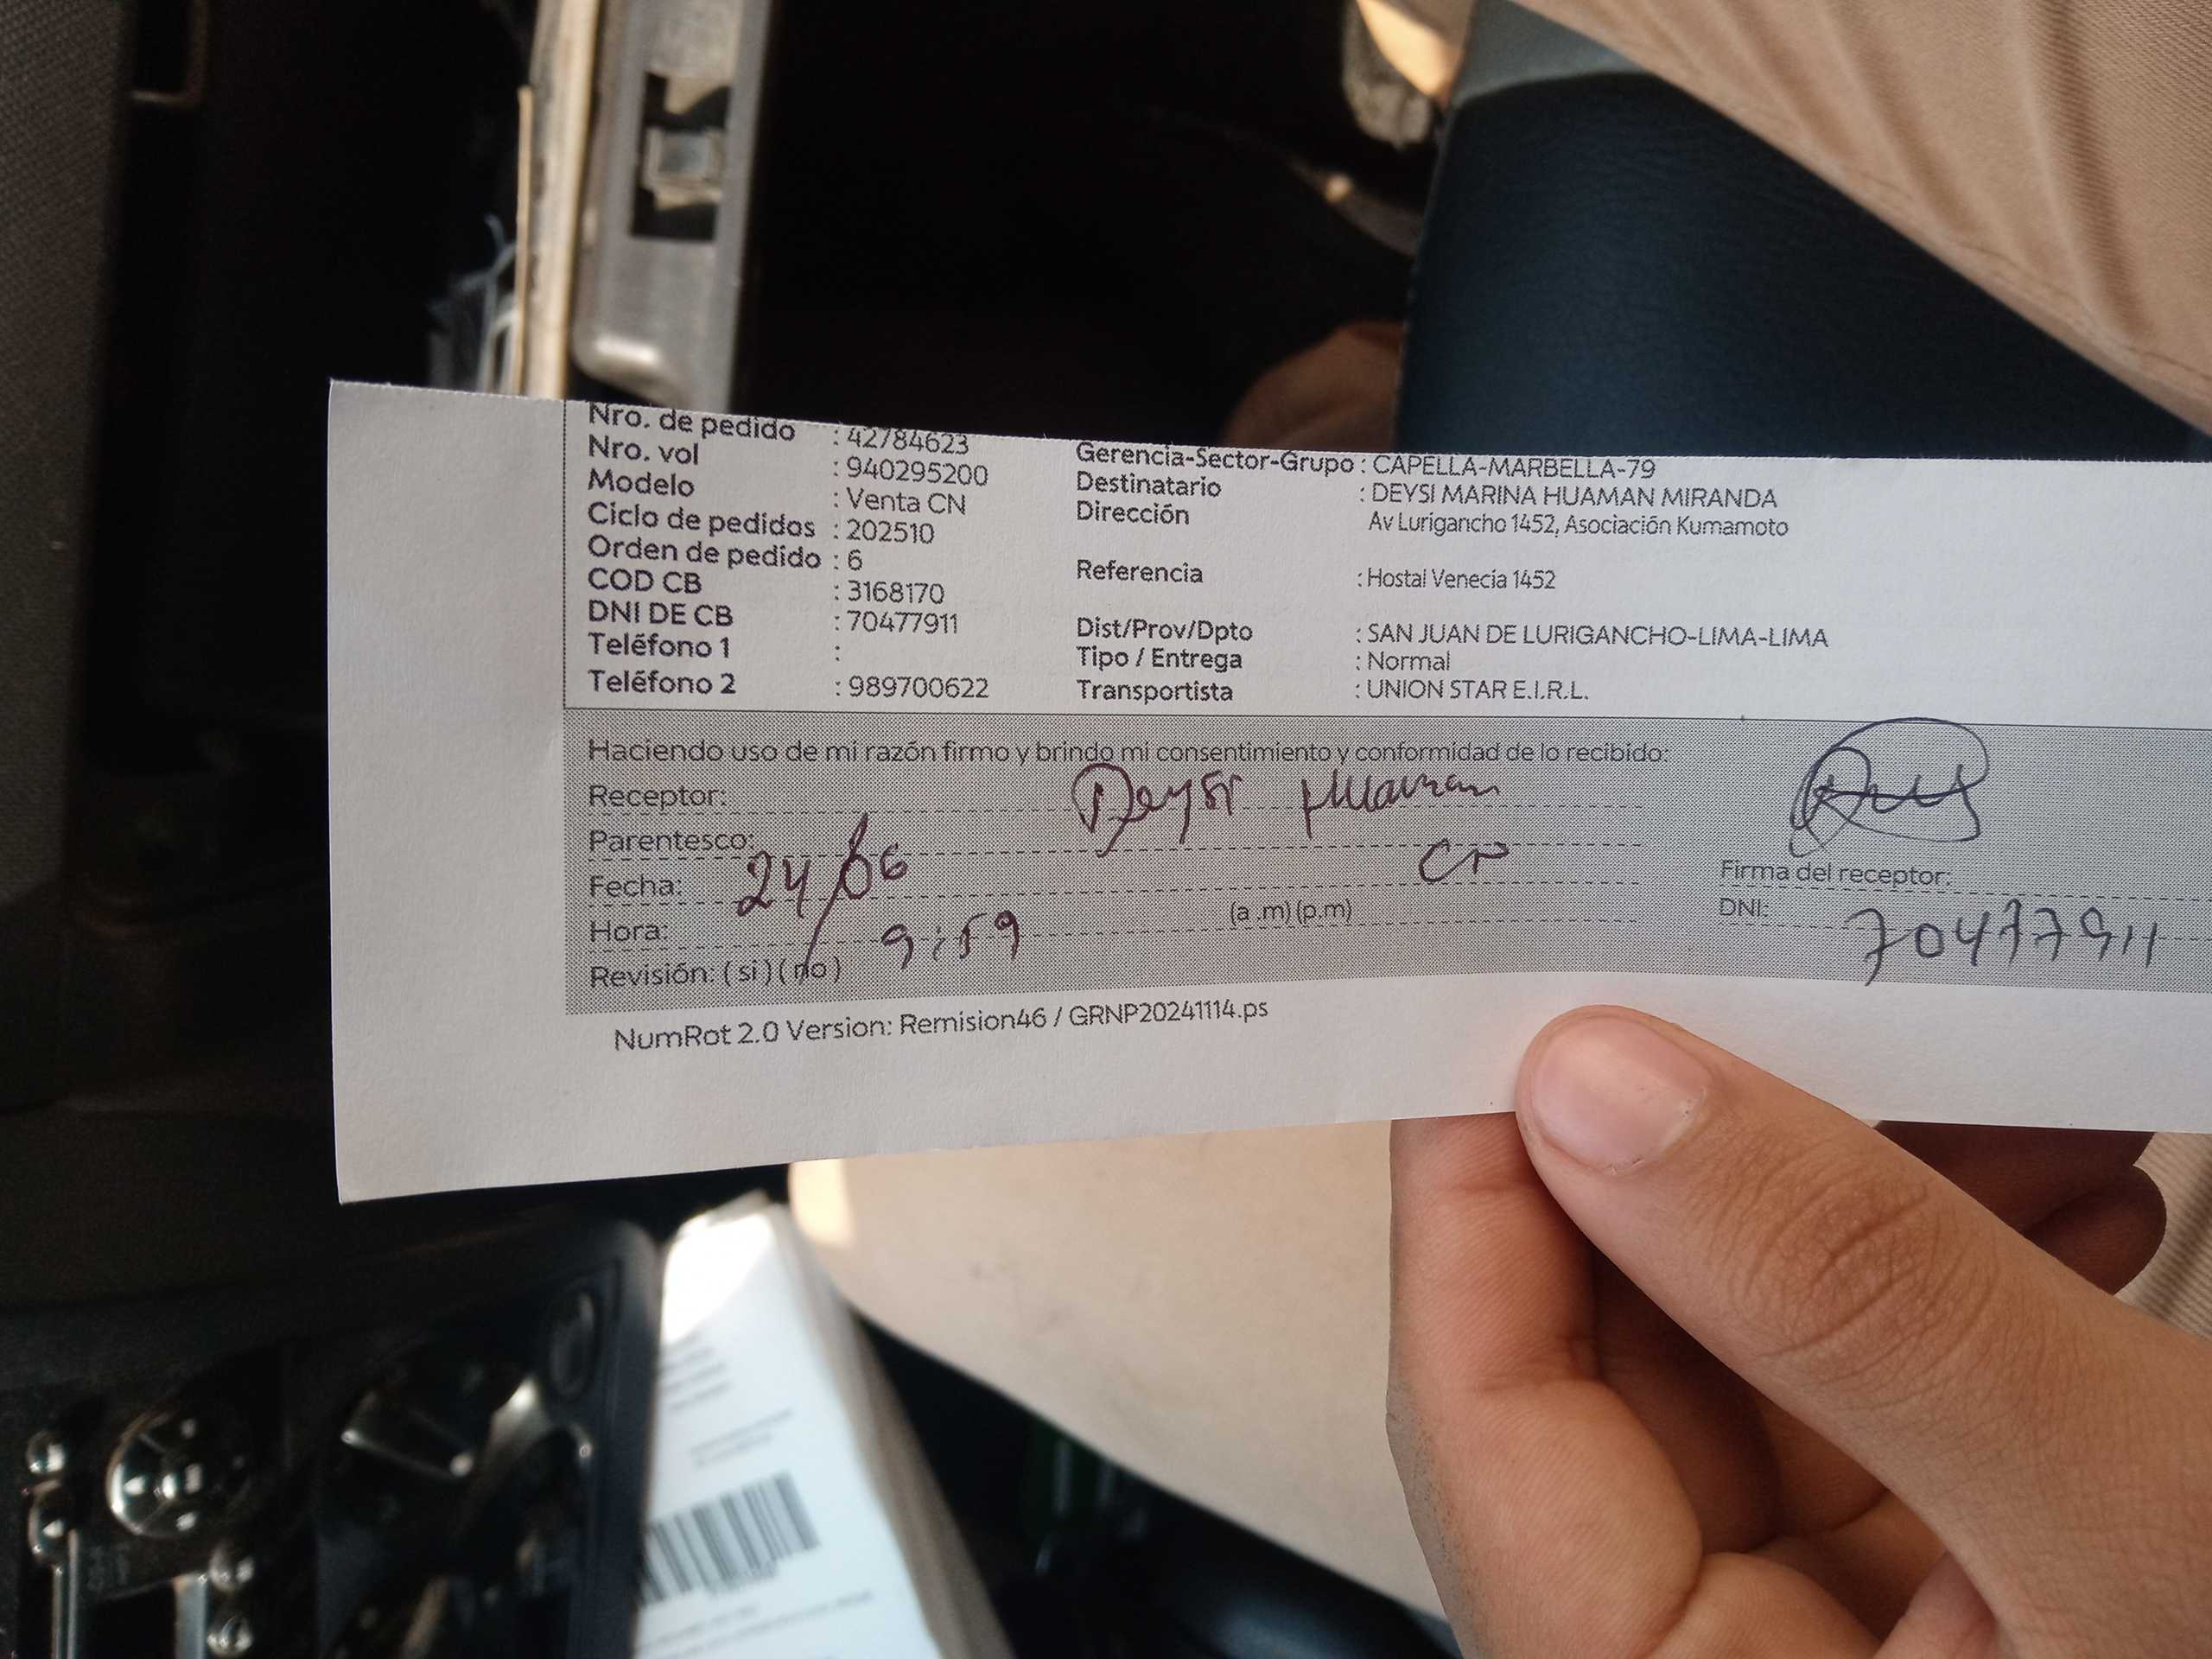 Nro. de pedido : 42784623
Nro. vol : 940295200
Modelo : Venta CN
Ciclo de pedidos : 202510
Orden de pedido : 6
COD CB : 3168170
DNI DE CB : 70477911
Teléfono 1 :
Teléfono 2 : 989700622
Gerencia-Sector-Grupo : CAPELLA-MARBELLA-79
Destinatario : DEYSI MARINA HUAMAN MIRANDA
Dirección Av Lurigancho 1452, Asociación Kumamoto
Referencia : Hostal Venecia 1452
Dist/Prov/Dpto : SAN JUAN DE LURIGANCHO-LIMA-LIMA
Tipo / Entrega : Normal
Transportista : UNION STAR E.I.R.L.
Haciendo uso de mi razón firmo y brindo mi consentimiento y conformidad de lo recibido:
Receptor: Deysi Huaman
Parentesco:
Fecha: 24/06
Hora: 9:59 (a .m) (p.m)
Revisión: ( si ) ( no )
Firma del receptor:
DNI: 70477911
NumRot 2.0 Version: Remision46 / GRNP20241114.ps